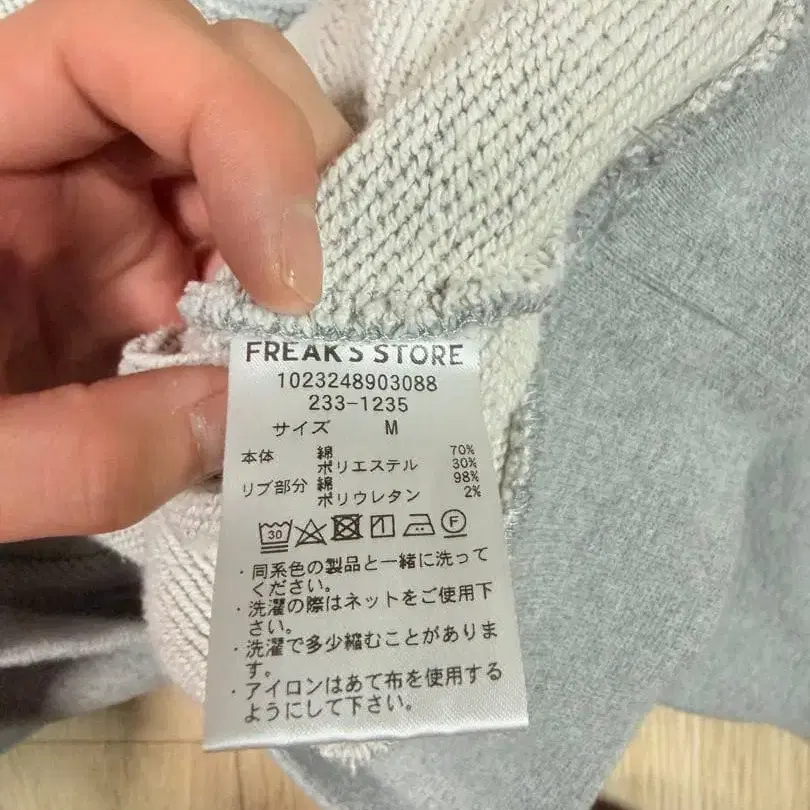 FREAK'S STORE
1023248903088
233-1235
サイズ M
本体 綿 70%
ポリエステル 30%
リブ部分 綿 98%
ポリウレタン 2%
30 F
・同系色の製品と一緒に洗って
ください。
・洗濯の際はネットをご使用下
さい。
・洗濯で多少縮むことがありま
す。
・アイロンはあて布を使用する
ようにして下さい。